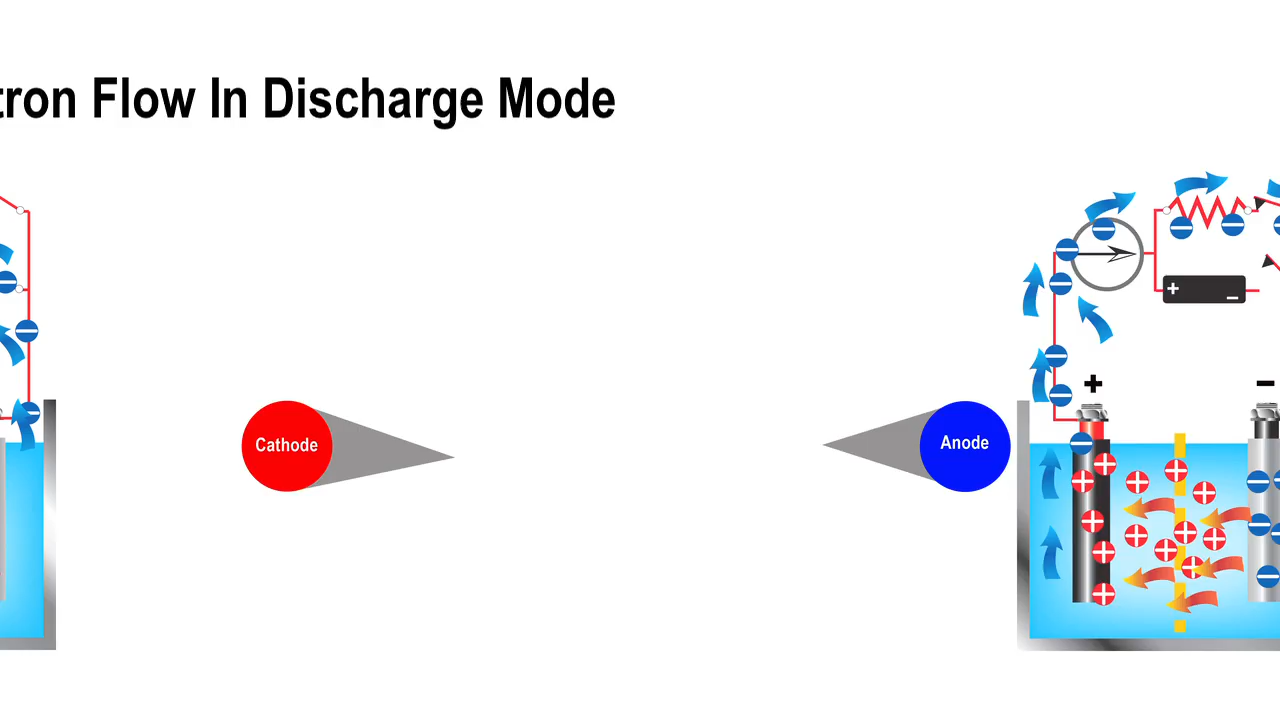 tron Flow In Discharge Mode
+
−
+
−
Cathode
Anode